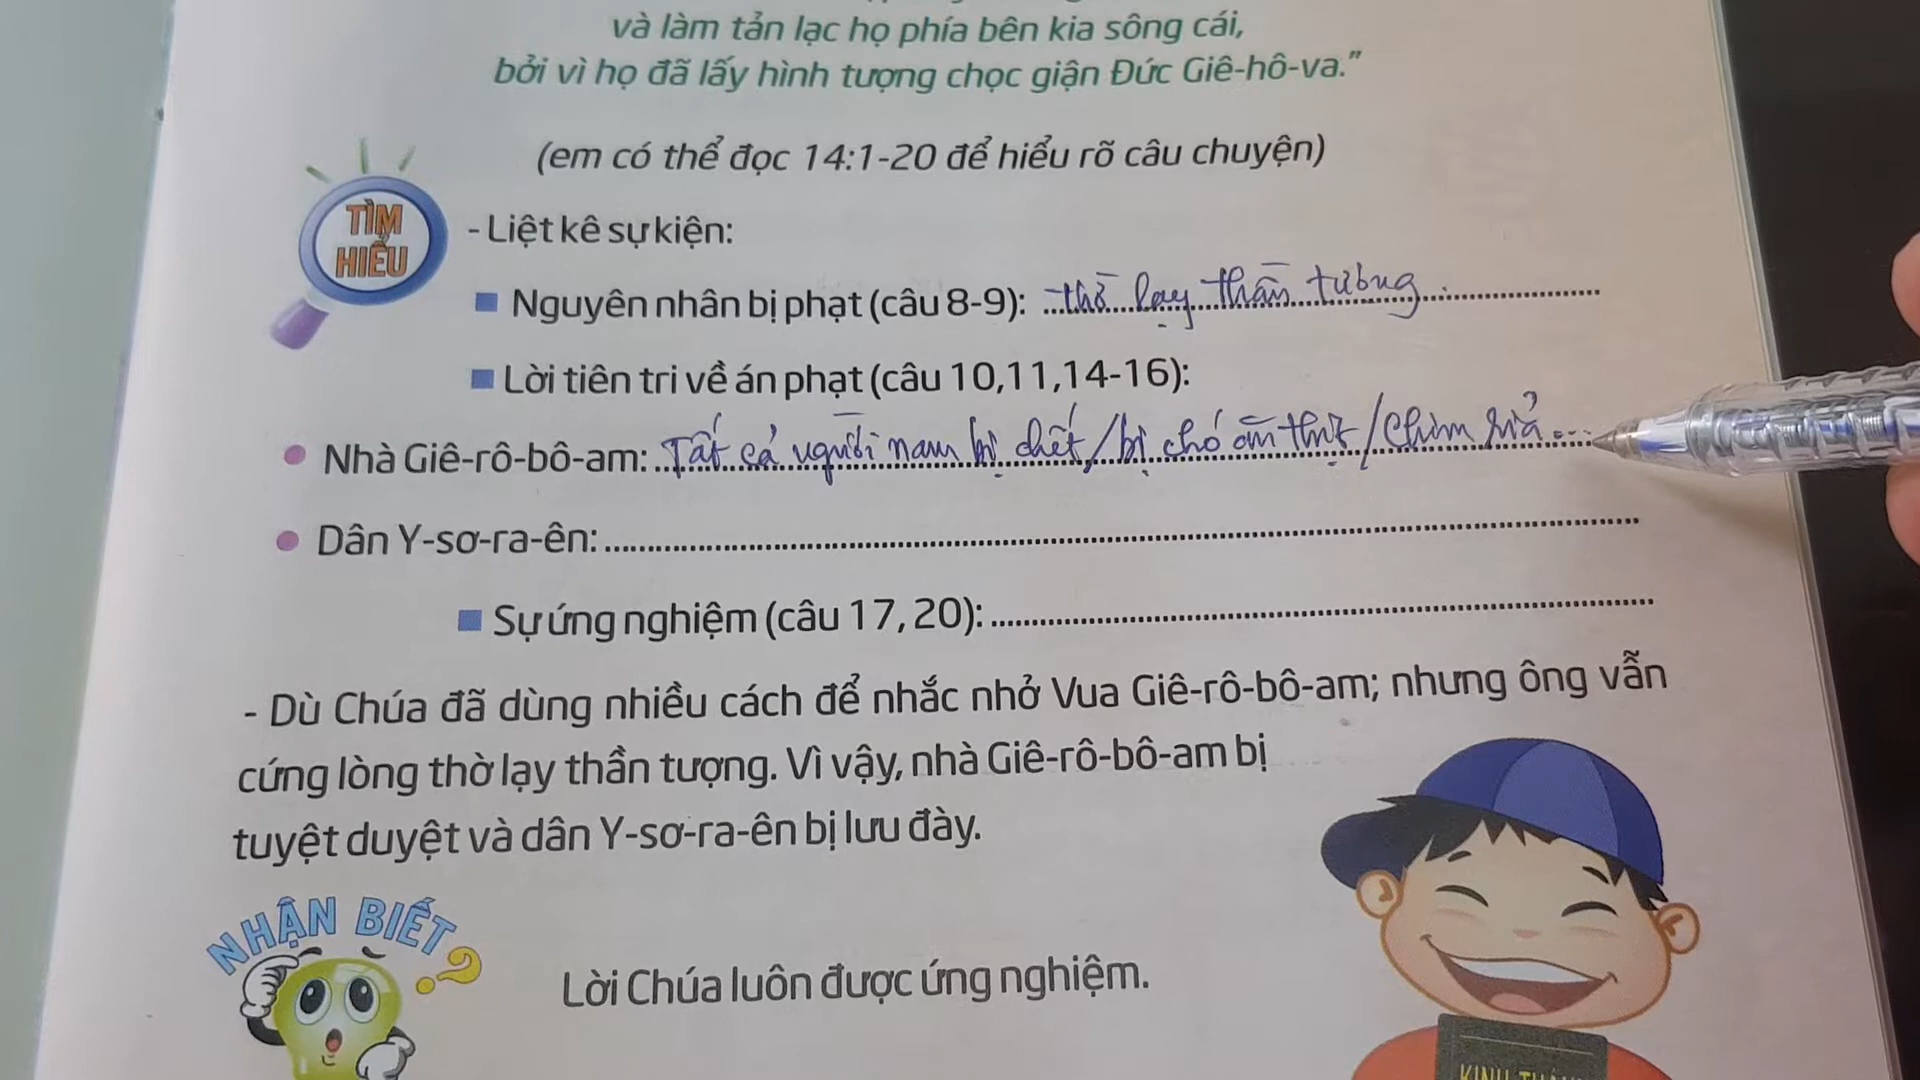 và làm tản lạc họ phía bên kia sông cái,
bởi vì họ đã lấy hình tượng chọc giận Đức Giê-hô-va.”
(em có thể đọc 14:1-20 để hiểu rõ câu chuyện)
TÌM
HIỂU
- Liệt kê sự kiện:
Nguyên nhân bị phạt (câu 8-9): thờ lạy thần tượng
Lời tiên tri về án phạt (câu 10,11,14-16):
Nhà Giê-rô-bô-am: Tất cả người nam bị chết/bị chó ăn thịt/chim rỉa
Dân Y-sơ-ra-ên:
Sự ứng nghiệm (câu 17, 20):
- Dù Chúa đã dùng nhiều cách để nhắc nhở Vua Giê-rô-bô-am; nhưng ông vẫn
cứng lòng thờ lạy thần tượng. Vì vậy, nhà Giê-rô-bô-am bị
tuyệt duyệt và dân Y-sơ-ra-ên bị lưu đày.
NHẬN BIẾT?
Lời Chúa luôn được ứng nghiệm.